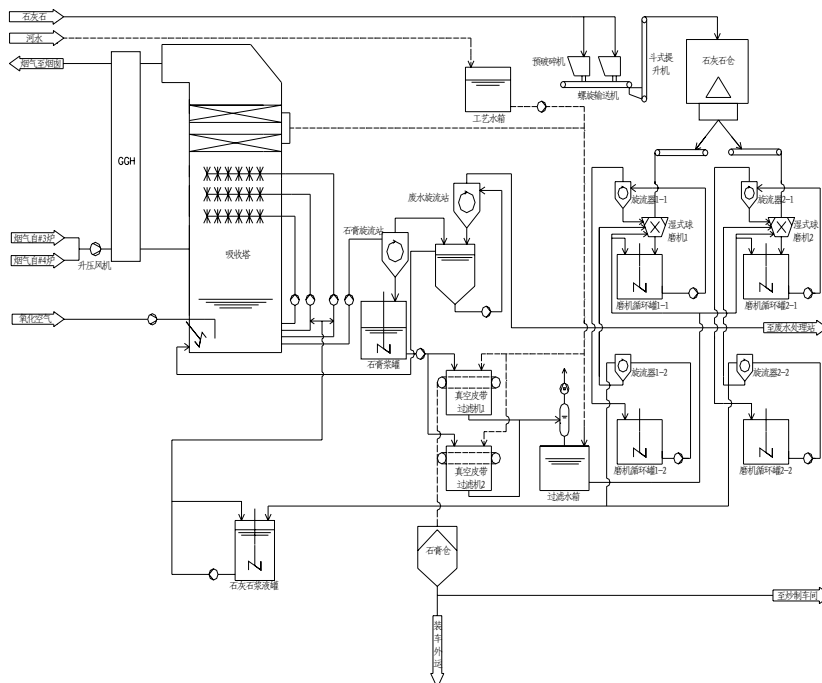 石灰石
河水
烟气至烟囱
预破碎机
斗式提
升机
石灰石仓
螺旋输送机
工艺水箱
GGH
废水旋流站
旋流器1-1
旋流器2-1
石膏旋流站
湿式球
磨机1
湿式球
磨机2
烟气自#3炉
烟气自#4炉
升压风机
吸收塔
磨机循环罐1-1
磨机循环罐2-1
氧化空气
至废水处理站
石膏浆罐
旋流器1-2
旋流器2-2
真空皮带
过滤机1
真空皮带
过滤机2
磨机循环罐1-2
磨机循环罐2-2
过滤水箱
石膏仓
石灰石浆液罐
至炒制车间
装车外运